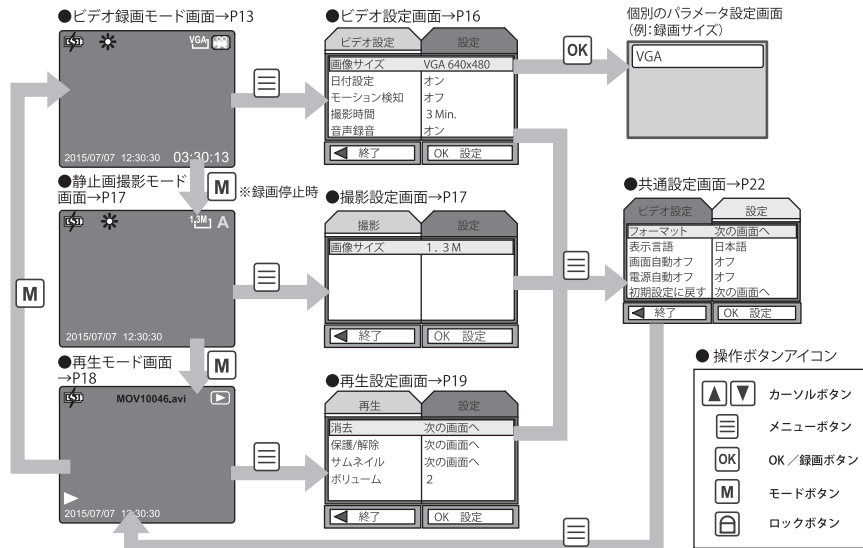 ●ビデオ録画モード画面→P13
VGA
2015/07/07 12:30:30 03:30:13
M ※録画停止時
●静止画撮影モード
画面→P17
1.3M A
2015/07/07 12:30:30
M
M
●再生モード画面
→P18
MOV10046.avi
2015/07/07 12:30:30
●ビデオ設定画面→P16
ビデオ設定 設定
画像サイズ VGA 640x480
日付設定 オン
モーション検知 オフ
撮影時間 3 Min.
音声録音 オン
◀ 終了 OK 設定
OK
個別のパラメータ設定画面
(例:録画サイズ)
VGA
●撮影設定画面→P17
撮影 設定
画像サイズ 1.3M
◀ 終了 OK 設定
●再生設定画面→P19
再生 設定
消去 次の画面へ
保護/解除 次の画面へ
サムネイル 次の画面へ
ボリューム 2
◀ 終了 OK 設定
●共通設定画面→P22
ビデオ設定 設定
フォーマット 次の画面へ
表示言語 日本語
画面自動オフ オフ
電源自動オフ オフ
初期設定に戻す 次の画面へ
◀ 終了 OK 設定
● 操作ボタンアイコン
▲ ▼ カーソルボタン
メニューボタン
OK OK／録画ボタン
M モードボタン
ロックボタン